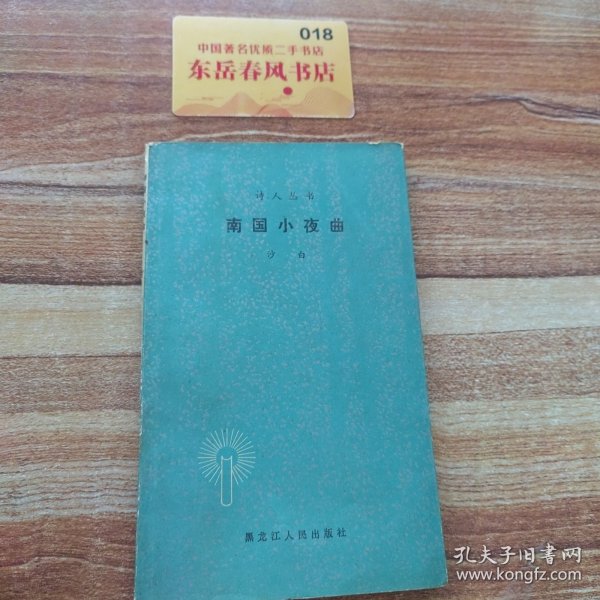 018
中国著名优质二手书店
东岳春风书店
诗人丛书
南国小夜曲
沙白
黑龙江人民出版社
孔夫子旧书网
www.kongfz.com